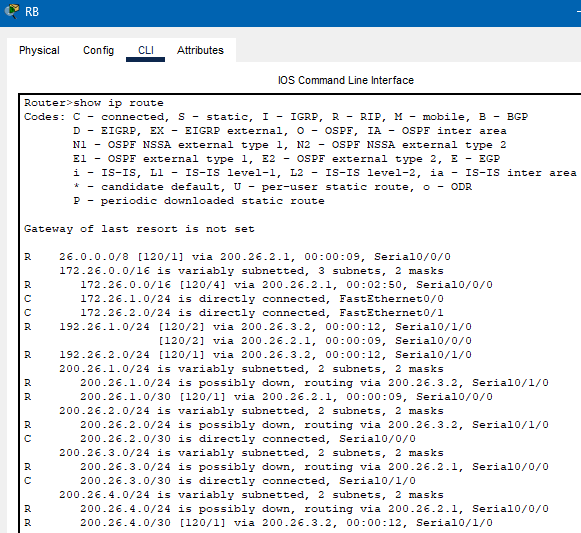 RB
Physical Config CLI Attributes
IOS Command Line Interface
Router>show ip route
Codes: C - connected, S - static, I - IGRP, R - RIP, M - mobile, B - BGP
D - EIGRP, EX - EIGRP external, O - OSPF, IA - OSPF inter area
N1 - OSPF NSSA external type 1, N2 - OSPF NSSA external type 2
E1 - OSPF external type 1, E2 - OSPF external type 2, E - EGP
i - IS-IS, L1 - IS-IS level-1, L2 - IS-IS level-2, ia - IS-IS inter area
* - candidate default, U - per-user static route, o - ODR
P - periodic downloaded static route
Gateway of last resort is not set
R 26.0.0.0/8 [120/1] via 200.26.2.1, 00:00:09, Serial0/0/0
172.26.0.0/16 is variably subnetted, 3 subnets, 2 masks
R 172.26.0.0/16 [120/4] via 200.26.2.1, 00:02:50, Serial0/0/0
C 172.26.1.0/24 is directly connected, FastEthernet0/0
C 172.26.2.0/24 is directly connected, FastEthernet0/1
R 192.26.1.0/24 [120/2] via 200.26.3.2, 00:00:12, Serial0/1/0
[120/2] via 200.26.2.1, 00:00:09, Serial0/0/0
R 192.26.2.0/24 [120/1] via 200.26.3.2, 00:00:12, Serial0/1/0
200.26.1.0/24 is variably subnetted, 2 subnets, 2 masks
R 200.26.1.0/24 is possibly down, routing via 200.26.3.2, Serial0/1/0
R 200.26.1.0/30 [120/1] via 200.26.2.1, 00:00:09, Serial0/0/0
200.26.2.0/24 is variably subnetted, 2 subnets, 2 masks
R 200.26.2.0/24 is possibly down, routing via 200.26.3.2, Serial0/1/0
C 200.26.2.0/30 is directly connected, Serial0/0/0
200.26.3.0/24 is variably subnetted, 2 subnets, 2 masks
R 200.26.3.0/24 is possibly down, routing via 200.26.2.1, Serial0/0/0
C 200.26.3.0/30 is directly connected, Serial0/1/0
200.26.4.0/24 is variably subnetted, 2 subnets, 2 masks
R 200.26.4.0/24 is possibly down, routing via 200.26.2.1, Serial0/0/0
R 200.26.4.0/30 [120/1] via 200.26.3.2, 00:00:12, Serial0/1/0